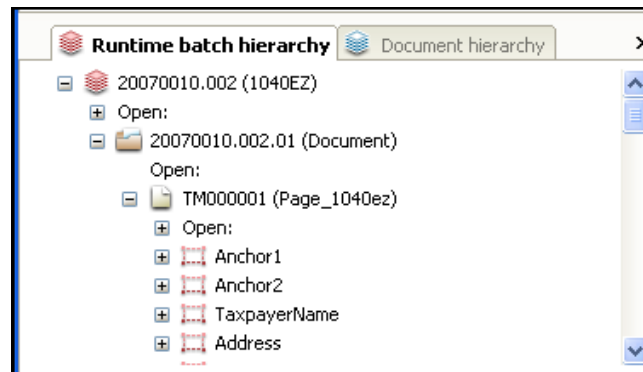 Runtime batch hierarchy Document hierarchy
20070010.002 (1040EZ)
Open:
20070010.002.01 (Document)
Open:
TM000001 (Page_1040ez)
Open:
Anchor1
Anchor2
TaxpayerName
Address